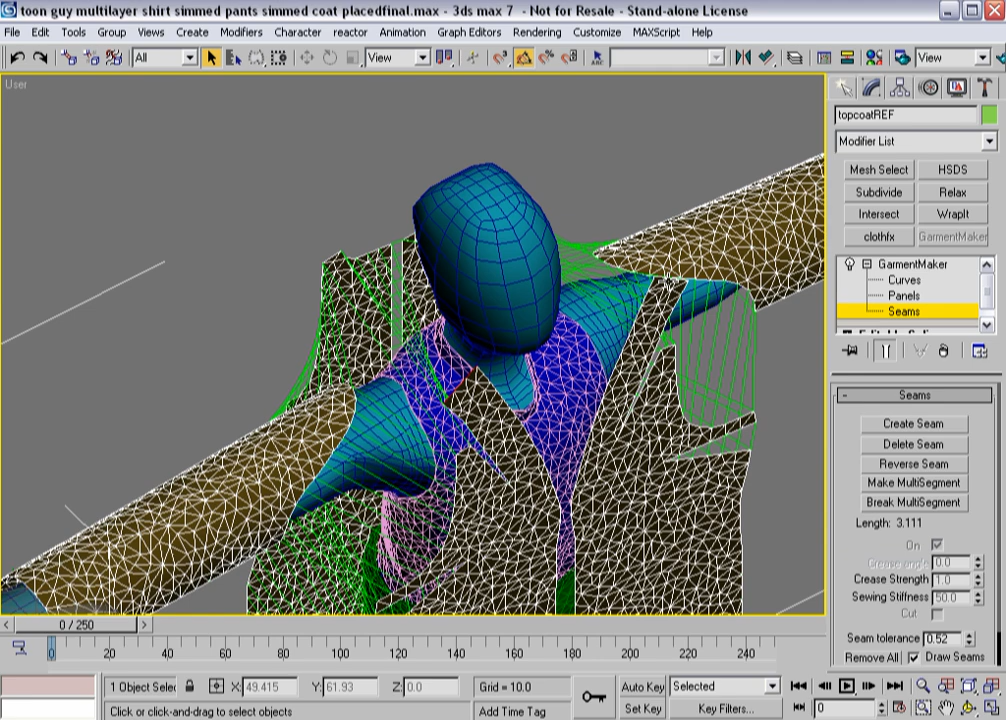 toon guy multilayer shirt simmed pants simmed coat placedfinal.max - 3ds max 7 - Not for Resale - Stand-alone License
File Edit Tools Group Views Create Modifiers Character reactor Animation Graph Editors Rendering Customize MAXScript Help
All View View
User
topcoatREF
Modifier List
Mesh Select HSDS
Subdivide Relax
Intersect WrapIt
clothfx GarmentMaker
GarmentMaker
Curves
Panels
Seams
- Seams
Create Seam
Delete Seam
Reverse Seam
Make MultiSegment
Break MultiSegment
Length: 3.111
On
Crease angle 0.0
Crease Strength 1.0
Sewing Stiffness 50.0
Cut
Seam tolerance 0.52
Remove All Draw Seams
< 0 / 250 >
0 20 40 60 80 100 120 140 160 180 200 220 240
1 Object Selec X: 49.415 Y: 61.93 Z: 0.0 Grid = 10.0 Auto Key Selected
Click or click-and-drag to select objects Add Time Tag Set Key Key Filters... 0